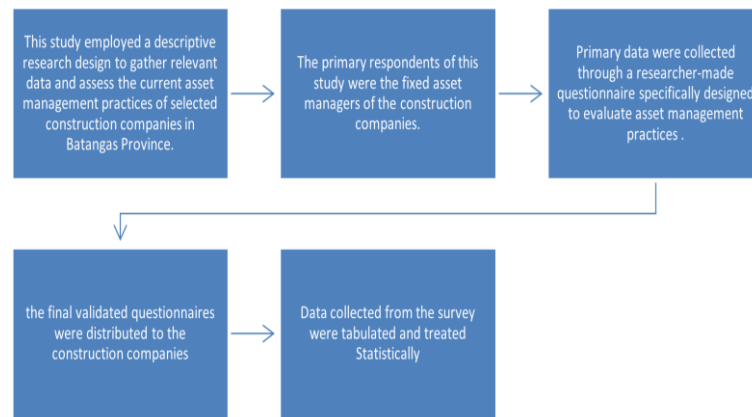 This study employed a descriptive
research design to gather relevant
data and assess the current asset
management practices of selected
construction companies in
Batangas Province.
The primary respondents of this
study were the fixed asset
managers of the construction
companies.
Primary data were collected
through a researcher-made
questionnaire specifically designed
to evaluate asset management
practices .
the final validated questionnaires
were distributed to the
construction companies
Data collected from the survey
were tabulated and treated
Statistically